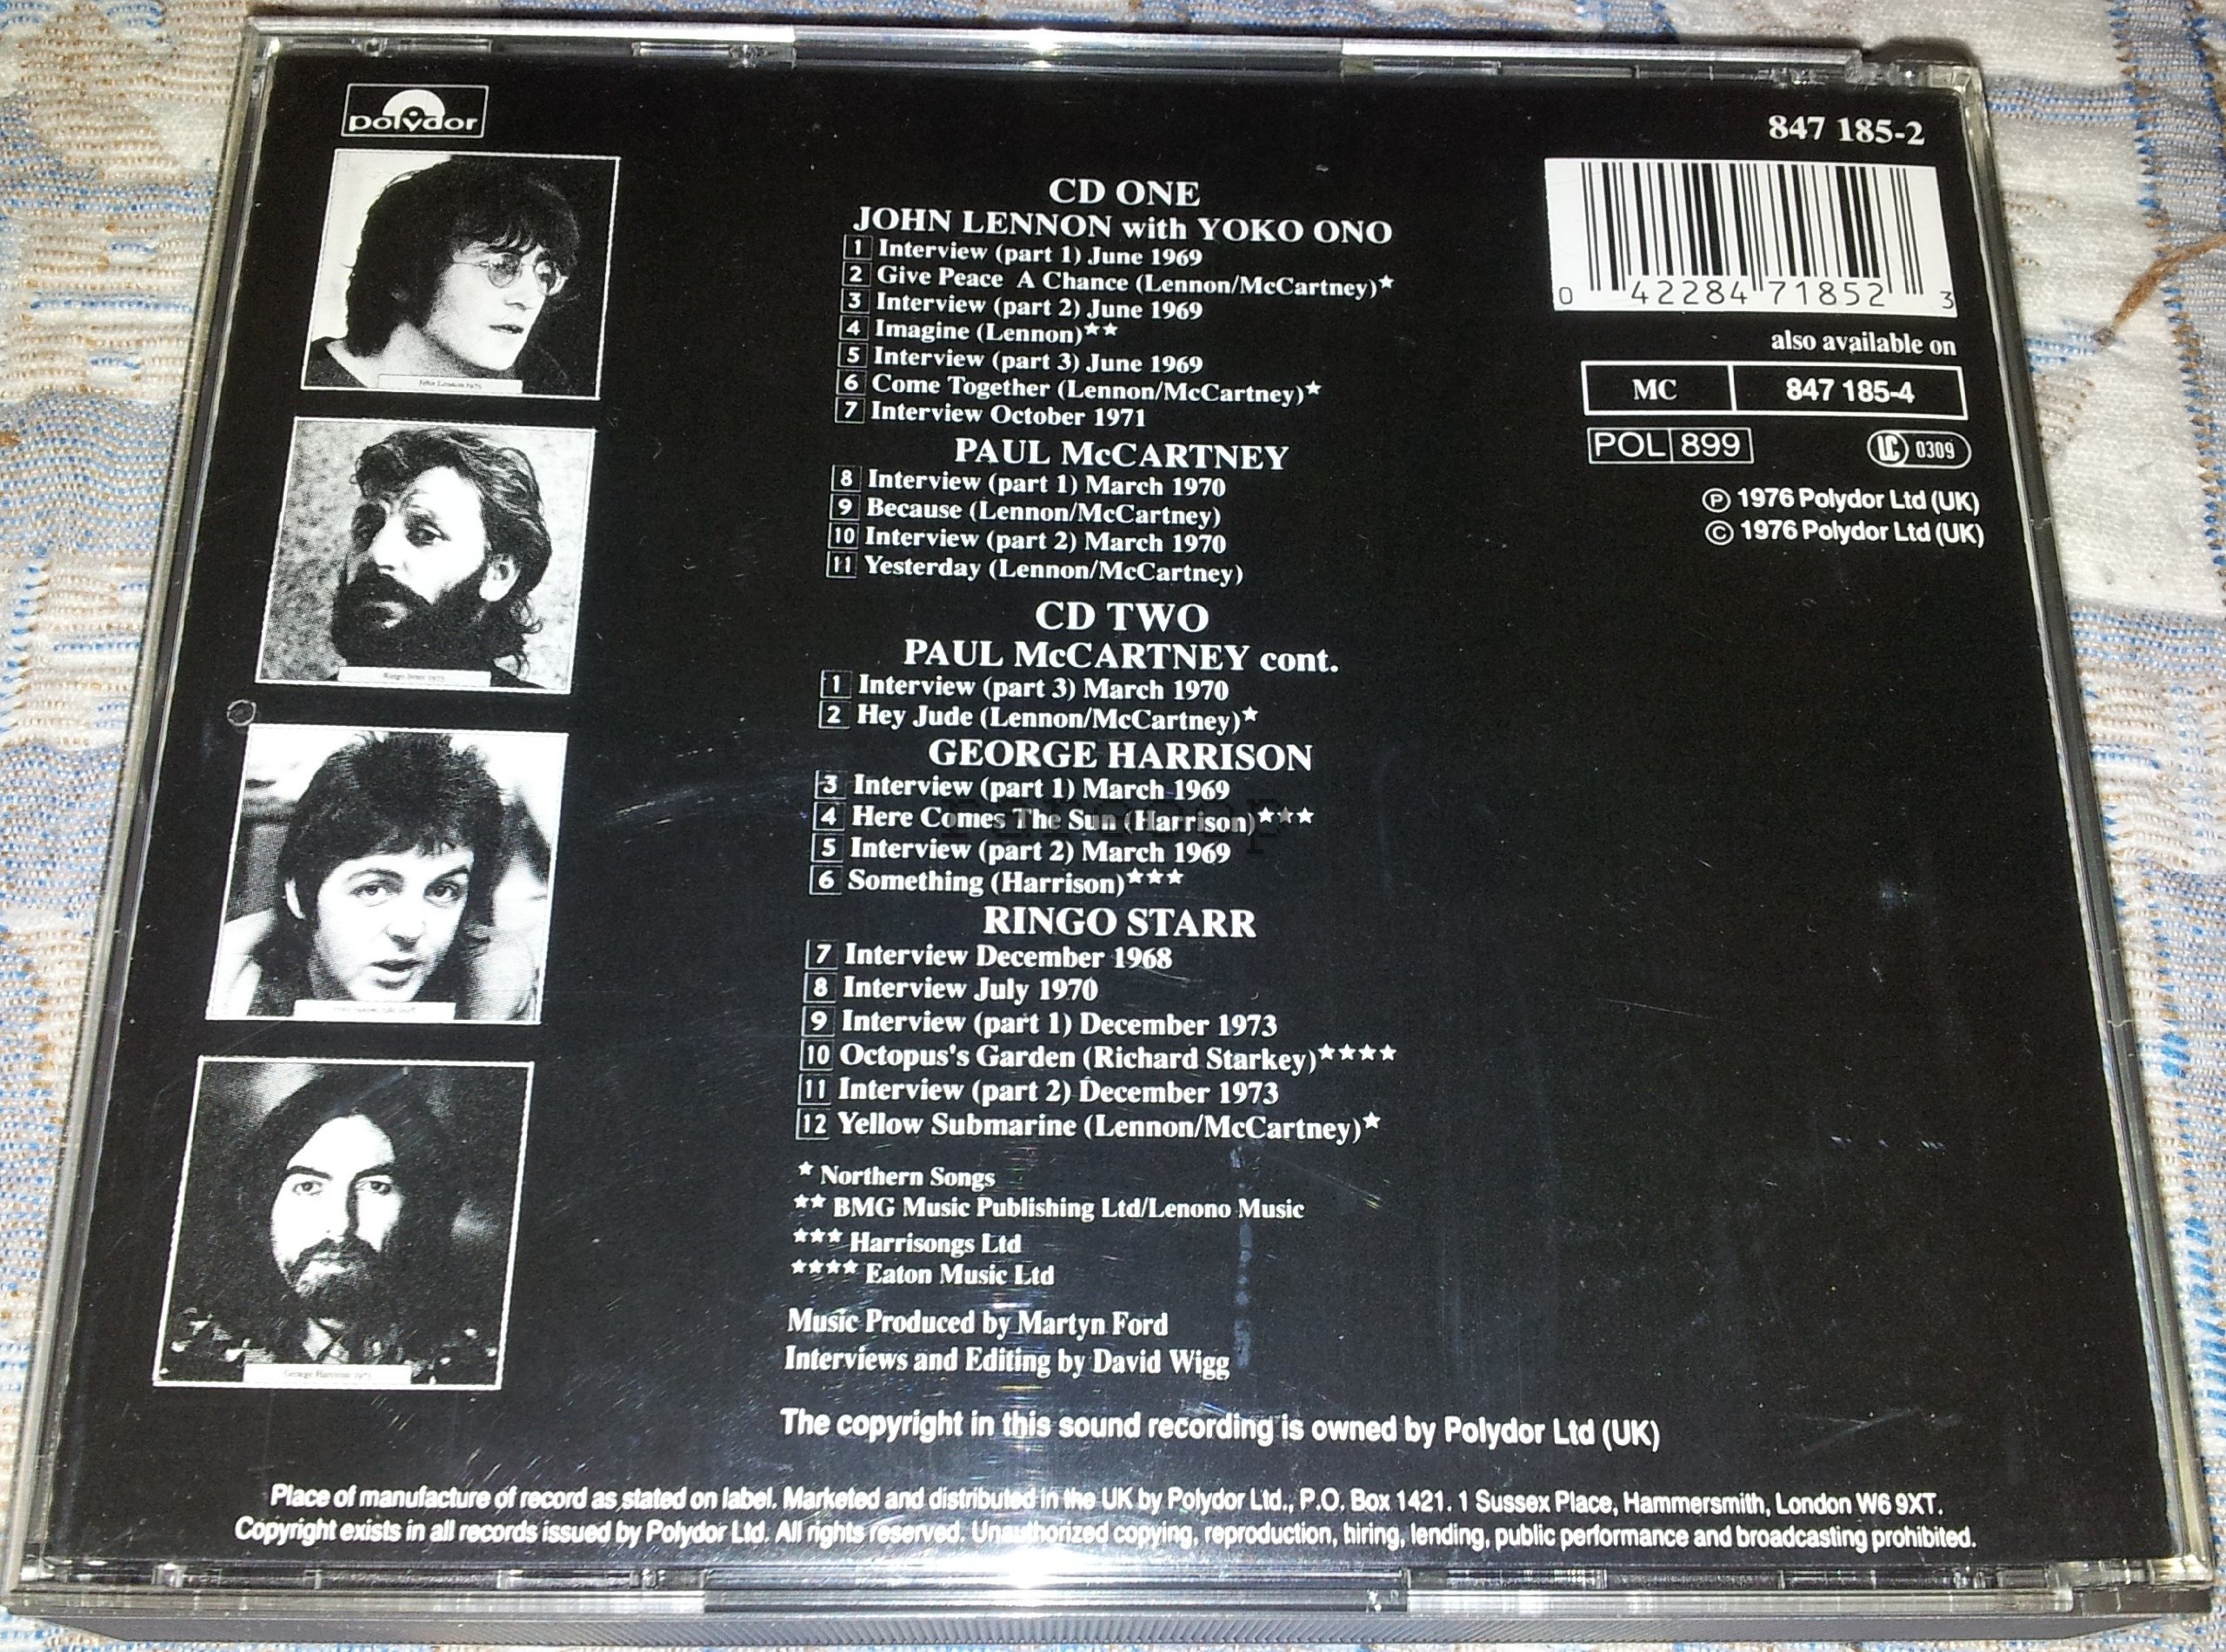 polydor
847 185-2
0 42284 71852 3
also available on
MC 847 185-4
POL 899
LC 0309
Ⓟ 1976 Polydor Ltd (UK)
© 1976 Polydor Ltd (UK)
John Lennon 1975
Ringo Starr 1975
George Harrison 1975
CD ONE
JOHN LENNON with YOKO ONO
1 Interview (part 1) June 1969
2 Give Peace A Chance (Lennon/McCartney)★
3 Interview (part 2) June 1969
4 Imagine (Lennon)★★
5 Interview (part 3) June 1969
6 Come Together (Lennon/McCartney)★
7 Interview October 1971
PAUL McCARTNEY
8 Interview (part 1) March 1970
9 Because (Lennon/McCartney)
10 Interview (part 2) March 1970
11 Yesterday (Lennon/McCartney)
CD TWO
PAUL McCARTNEY cont.
1 Interview (part 3) March 1970
2 Hey Jude (Lennon/McCartney)★
GEORGE HARRISON
3 Interview (part 1) March 1969
4 Here Comes The Sun (Harrison)★★★
5 Interview (part 2) March 1969
6 Something (Harrison)★★★
RINGO STARR
7 Interview December 1968
8 Interview July 1970
9 Interview (part 1) December 1973
10 Octopus's Garden (Richard Starkey)★★★★
11 Interview (part 2) December 1973
12 Yellow Submarine (Lennon/McCartney)★
★ Northern Songs
★★ BMG Music Publishing Ltd/Lenono Music
★★★ Harrisongs Ltd
★★★★ Eaton Music Ltd
Music Produced by Martyn Ford
Interviews and Editing by David Wigg
The copyright in this sound recording is owned by Polydor Ltd (UK)
Place of manufacture of record as stated on label. Marketed and distributed in the UK by Polydor Ltd., P.O. Box 1421. 1 Sussex Place, Hammersmith, London W6 9XT.
Copyright exists in all records issued by Polydor Ltd. All rights reserved. Unauthorized copying, reproduction, hiring, lending, public performance and broadcasting prohibited.